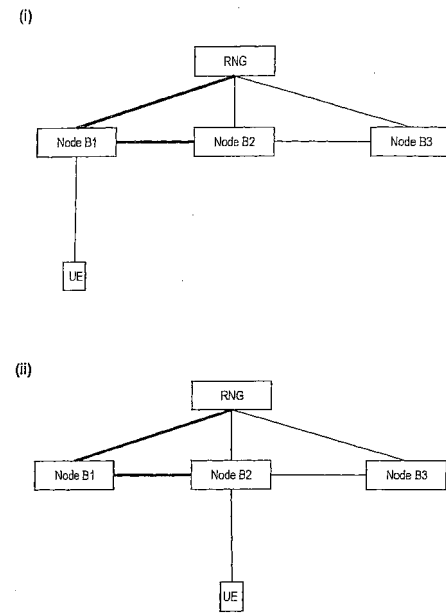 (i)
RNG
Node B1
Node B2
Node B3
UE
(ii)
RNG
Node B1
Node B2
Node B3
UE